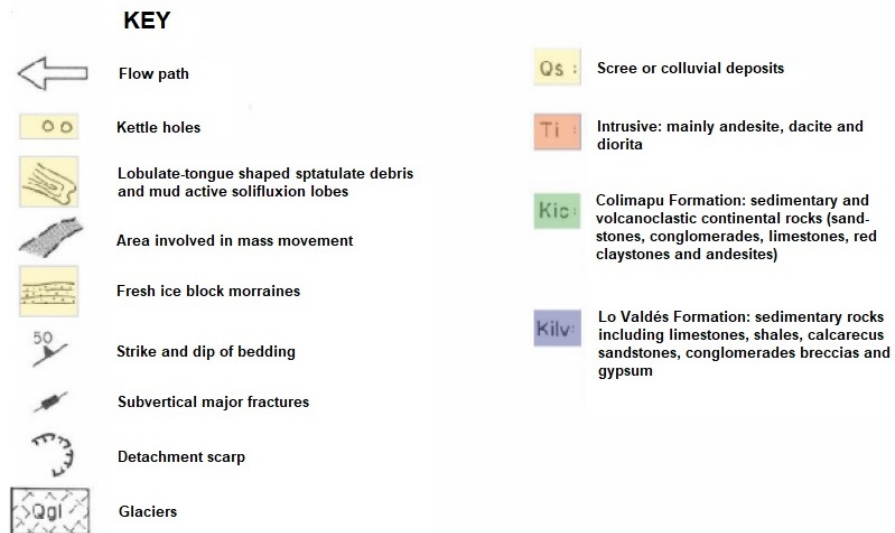 KEY
Flow path
Kettle holes
Lobulate-tongue shaped sptatulate debris
and mud active solifluxion lobes
Area involved in mass movement
Fresh ice block morraines
50
Strike and dip of bedding
Subvertical major fractures
Detachment scarp
Qgl
Glaciers
Qs :
Scree or colluvial deposits
Ti :
Intrusive: mainly andesite, dacite and
diorita
Kic:
Colimapu Formation: sedimentary and
volcanoclastic continental rocks (sand-
stones, conglomerades, limestones, red
claystones and andesites)
Kilv:
Lo Valdés Formation: sedimentary rocks
including limestones, shales, calcarecus
sandstones, conglomerades breccias and
gypsum